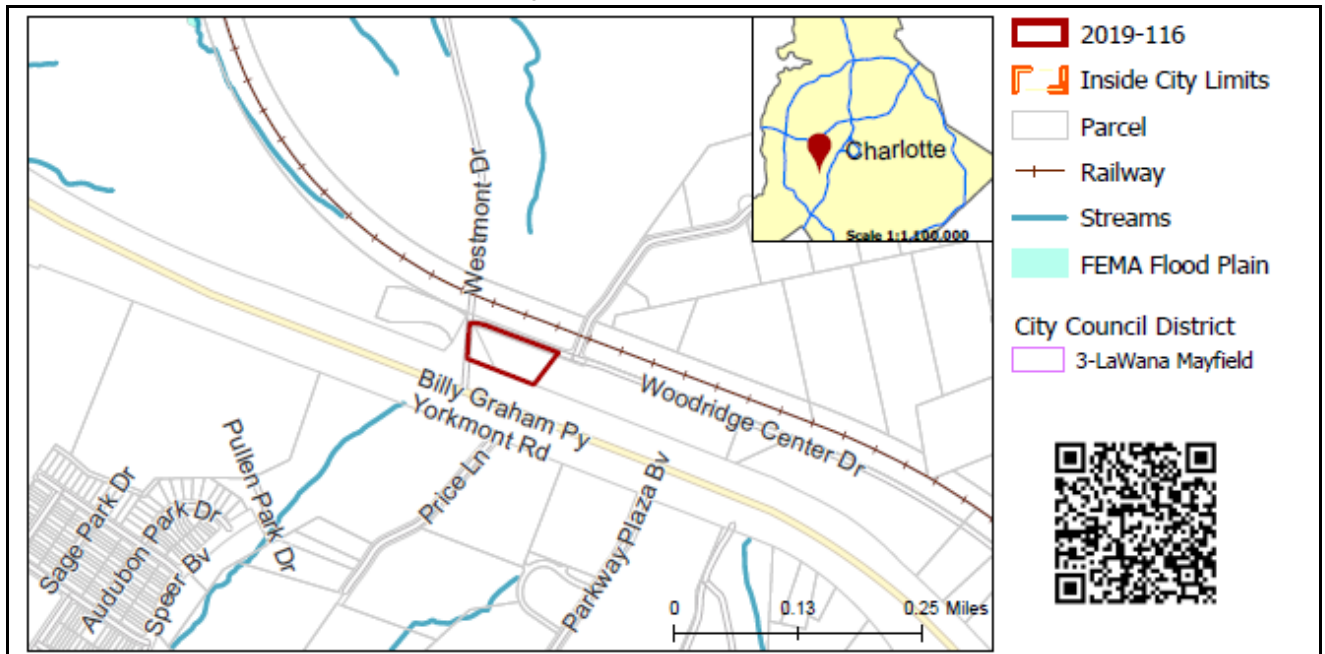 Westmont Dr
Billy Graham Py
Yorkmont Rd
Woodridge Center Dr
Pullen Park Dr
Price Ln
Parkway Plaza Bv
Sage Park Dr
Audubon Park Dr
Speer Bv
0 0.13 0.25 Miles
Charlotte
Scale 1:1,100,000
2019-116
Inside City Limits
Parcel
Railway
Streams
FEMA Flood Plain
City Council District
3-LaWana Mayfield